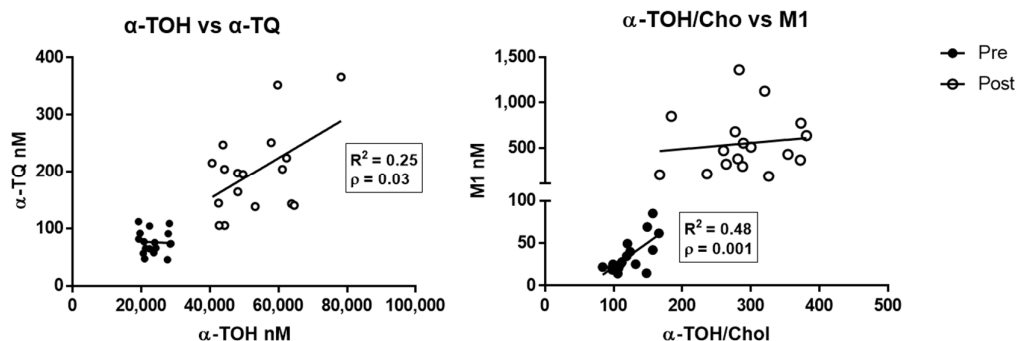 α-TOH vs α-TQ
400
300
200
100
0
α-TQ nM
R² = 0.25
ρ = 0.03
0
20,000
40,000
60,000
80,000
100,000
α-TOH nM
α-TOH/Cho vs M1
1,500
1,000
500
100
50
0
M1 nM
R² = 0.48
ρ = 0.001
0
100
200
300
400
500
α-TOH/Chol
Pre
Post